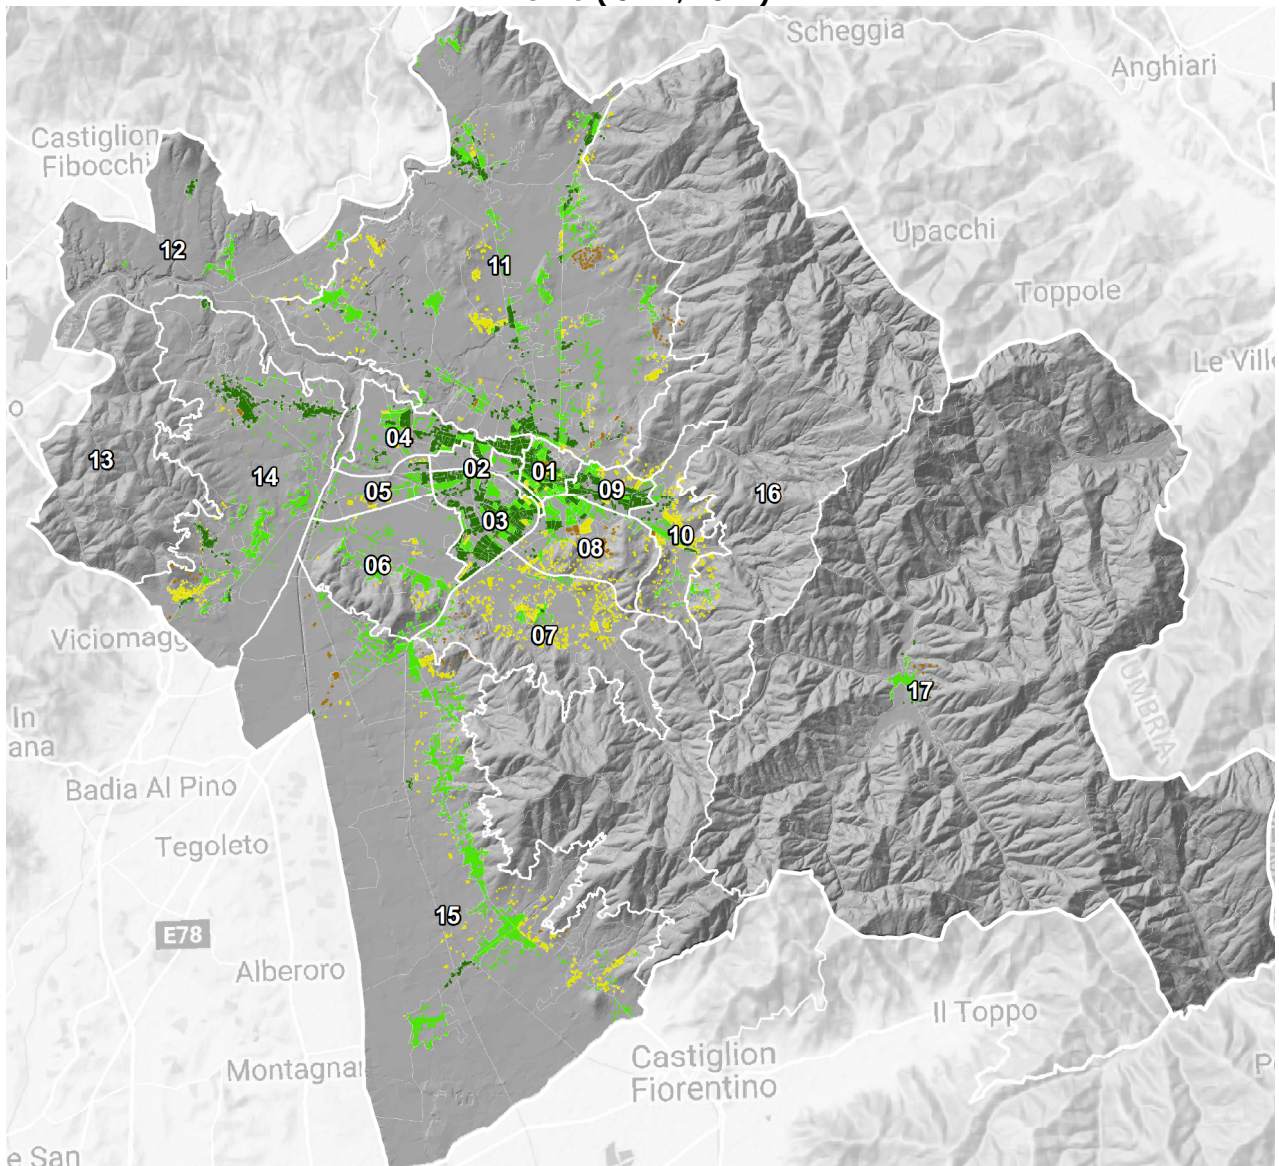 Scheggia
Anghiari
Castiglion
Fibocchi
Upacchi
12
11
Toppole
Le Ville
04
13
02
01
14
05
09
16
03
10
08
06
Viciomagg
07
17
UMBRIA
In
ana
Badia Al Pino
Tegoleto
15
E78
Alberoro
Il Toppo
Castiglion
Fiorentino
Montagnar
e San